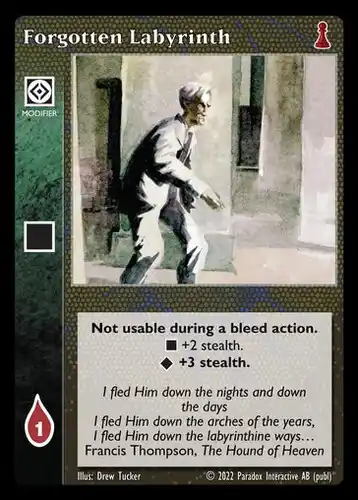 Forgotten Labyrinth
MODIFIER
Not usable during a bleed action.
+2 stealth.
+3 stealth.
I fled Him down the nights and down
the days
I fled Him down the arches of the years,
I fled Him down the labyrinthine ways…
Francis Thompson, The Hound of Heaven
1
Illus: Drew Tucker © 2022 Paradox Interactive AB (publ)